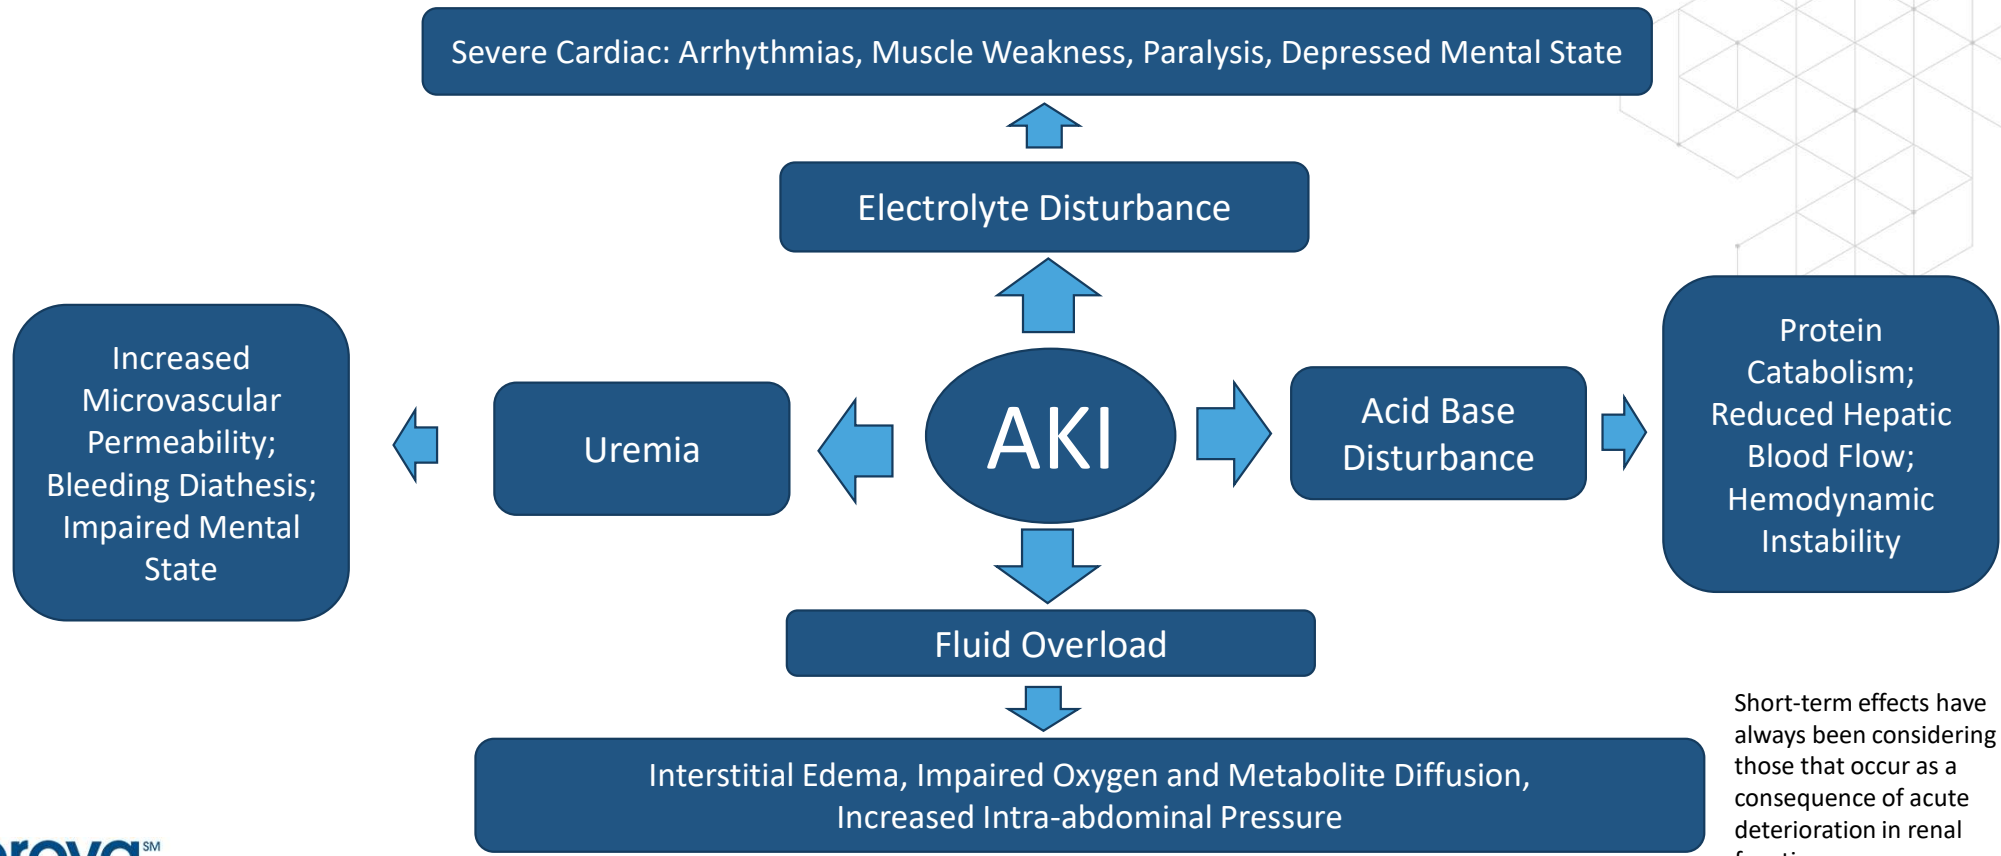 Severe Cardiac: Arrhythmias, Muscle Weakness, Paralysis, Depressed Mental State
Electrolyte Disturbance
Increased
Microvascular
Permeability;
Bleeding Diathesis;
Impaired Mental
State
Uremia
AKI
Acid Base
Disturbance
Protein
Catabolism;
Reduced Hepatic
Blood Flow;
Hemodynamic
Instability
Fluid Overload
Interstitial Edema, Impaired Oxygen and Metabolite Diffusion,
Increased Intra-abdominal Pressure
Short-term effects have
always been considering
those that occur as a
consequence of acute
deterioration in renal
SM